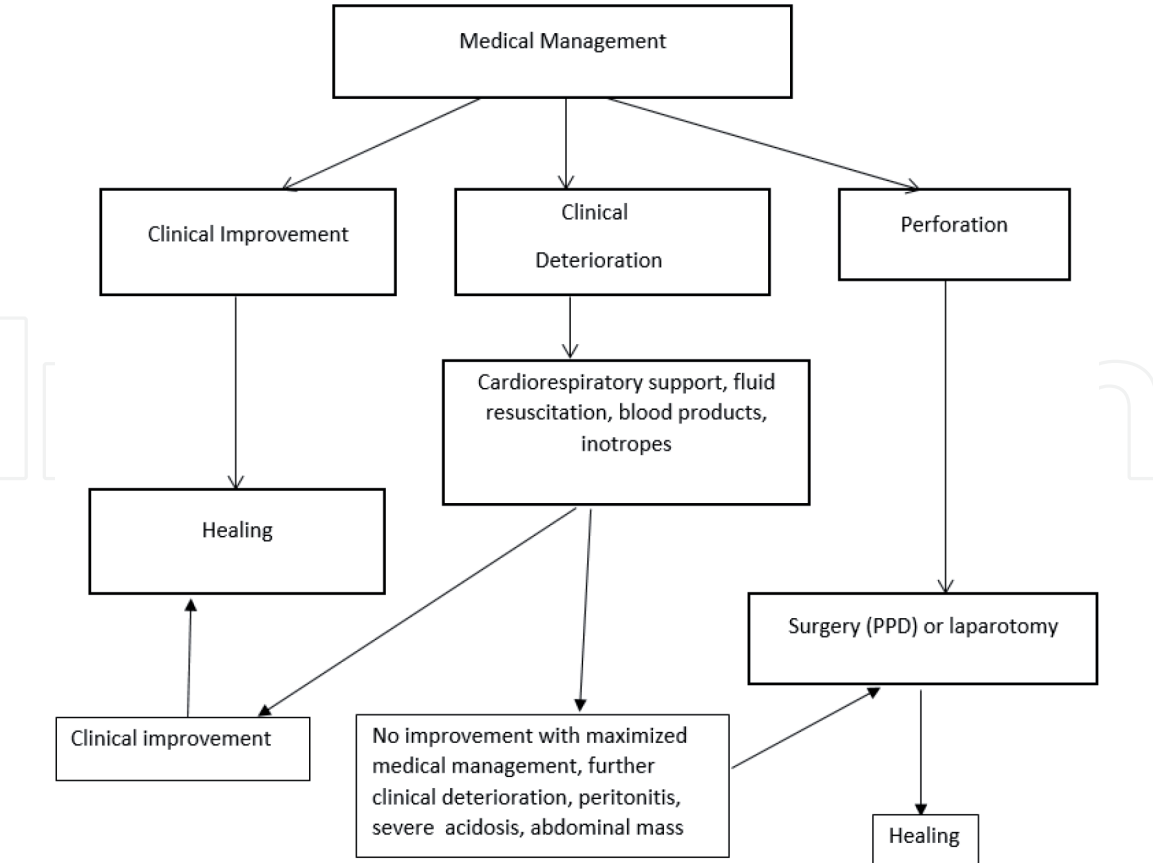 Medical Management
Clinical Improvement
Clinical
Deterioration
Perforation
Cardiorespiratory support, fluid
resuscitation, blood products,
inotropes
Healing
Surgery (PPD) or laparotomy
Clinical improvement
No improvement with maximized
medical management, further
clinical deterioration, peritonitis,
severe acidosis, abdominal mass
Healing